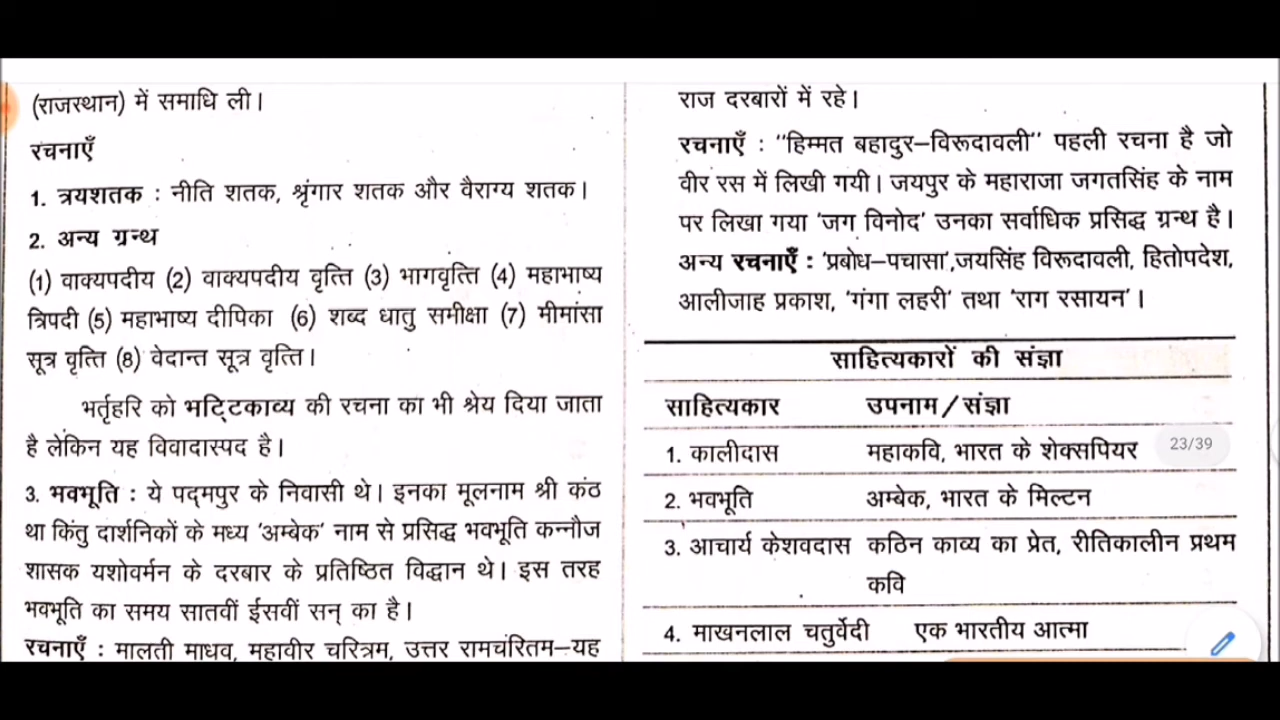 (राजस्थान) में समाधि ली।
रचनाएँ
1. त्रयशतक : नीति शतक, श्रृंगार शतक और वैराग्य शतक।
2. अन्य ग्रन्थ
(1) वाक्यपदीय (2) वाक्यपदीय वृत्ति (3) भागवृत्ति (4) महाभाष्य
त्रिपदी (5) महाभाष्य दीपिका (6) शब्द धातु समीक्षा (7) मीमांसा
सूत्र वृत्ति (8) वेदान्त सूत्र वृत्ति।
भर्तृहरि को भटि्टकाव्य की रचना का भी श्रेय दिया जाता
है लेकिन यह विवादास्पद है।
3. भवभूति : ये पद्मपुर के निवासी थे। इनका मूलनाम श्री कंठ
था किंतु दार्शनिकों के मध्य 'अम्बेक' नाम से प्रसिद्ध भवभूति कन्नौज
शासक यशोवर्मन के दरबार के प्रतिष्ठित विद्धान थे। इस तरह
भवभूति का समय सातवीं ईसवीं सन् का है।
रचनाएँ : मालती माधव, महावीर चरित्रम, उत्तर रामचंरितम–यह
राज दरबारों में रहे।
रचनाएँ : "हिम्मत बहादुर–विरूदावली" पहली रचना है जो
वीर रस में लिखी गयी। जयपुर के महाराजा जगतसिंह के नाम
पर लिखा गया 'जग विनोद' उनका सर्वाधिक प्रसिद्ध ग्रन्थ है।
अन्य रचनाएँ : 'प्रबोध–पचासा',जयसिंह विरूदावली, हितोपदेश,
आलीजाह प्रकाश, 'गंगा लहरी' तथा 'राग रसायन'।
साहित्यकारों की संज्ञा
साहित्यकार उपनाम/संज्ञा
1. कालीदास महाकवि, भारत के शेक्सपियर
23/39
2. भवभूति अम्बेक, भारत के मिल्टन
3. आचार्य केशवदास कठिन काव्य का प्रेत, रीतिकालीन प्रथम
कवि
4. माखनलाल चतुर्वेदी एक भारतीय आत्मा